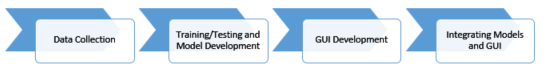 Data Collection
Training/Testing and
Model Development
GUI Development
Integrating Models
and GUI